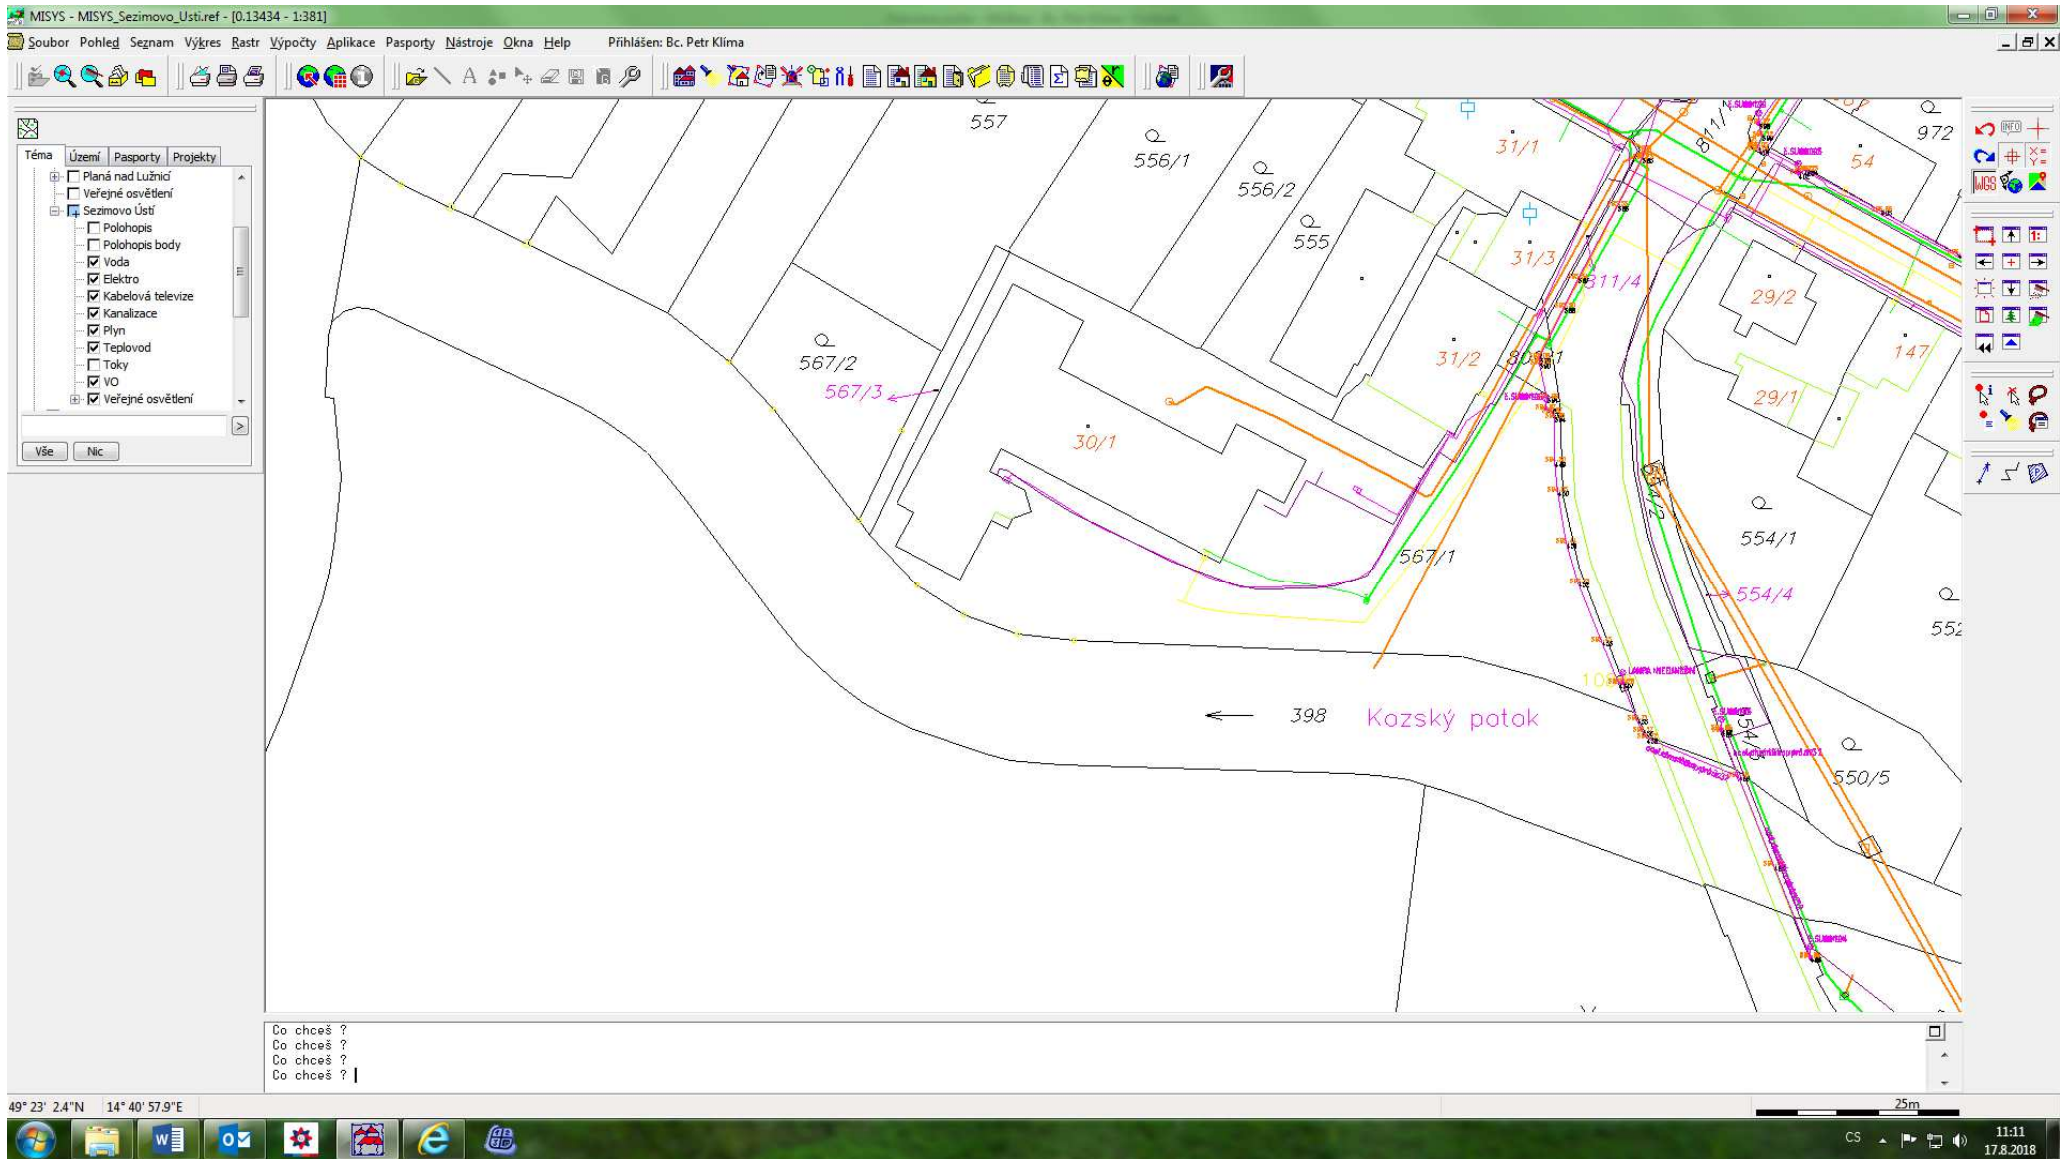 MISYS - MISYS_Sezimovo_Usti.ref - [0.13434 - 1:381]
Soubor Pohled Seznam Výkres Rastr Výpočty Aplikace Pasporty Nástroje Okna Help Přihlášen: Bc. Petr Klíma
Téma Území Pasporty Projekty
Planá nad Lužnicí
Veřejné osvětlení
Sezimovo Ústí
Polohopis
Polohopis body
Voda
Elektro
Kabelová televize
Kanalizace
Plyn
Teplovod
Toky
VO
Veřejné osvětlení
Vše Nic
557
556/1
556/2
555
31/1
31/3
31/2
811/4
54
972
29/2
147
29/1
567/2
567/3
30/1
567/1
554/1
554/4
552
550/5
398 Kozský potok
INFO
X=
Y=
WGS
1:
Co chceš ?
Co chceš ?
Co chceš ?
Co chceš ?
49° 23' 2.4"N 14° 40' 57.9"E
25m
CS
11:11
17.8.2018